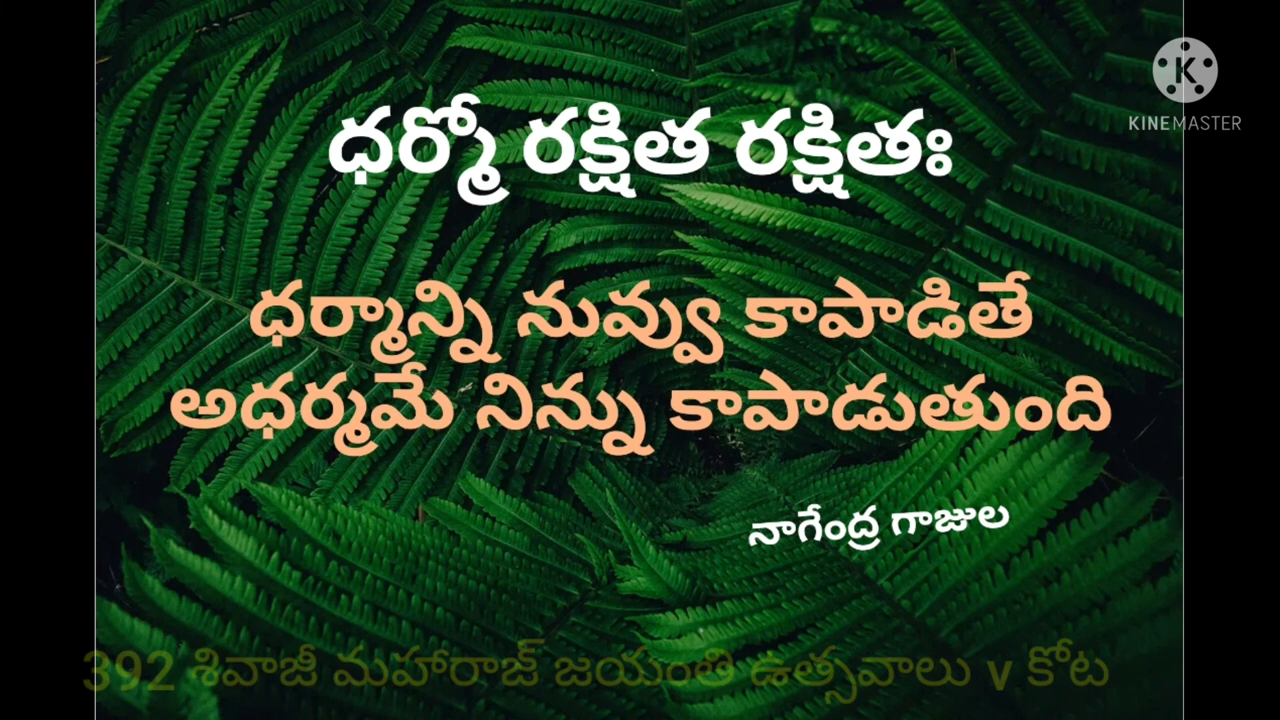 ధర్మో రక్షిత రక్షితః
K
KINEMASTER
ధర్మాన్ని నువ్వు కాపాడితే
అధర్మమే నిన్ను కాపాడుతుంది
నాగేంద్ర గాజుల
392 శివాజీ మహారాజ్ జయంతి ఉత్సవాలు v కోట